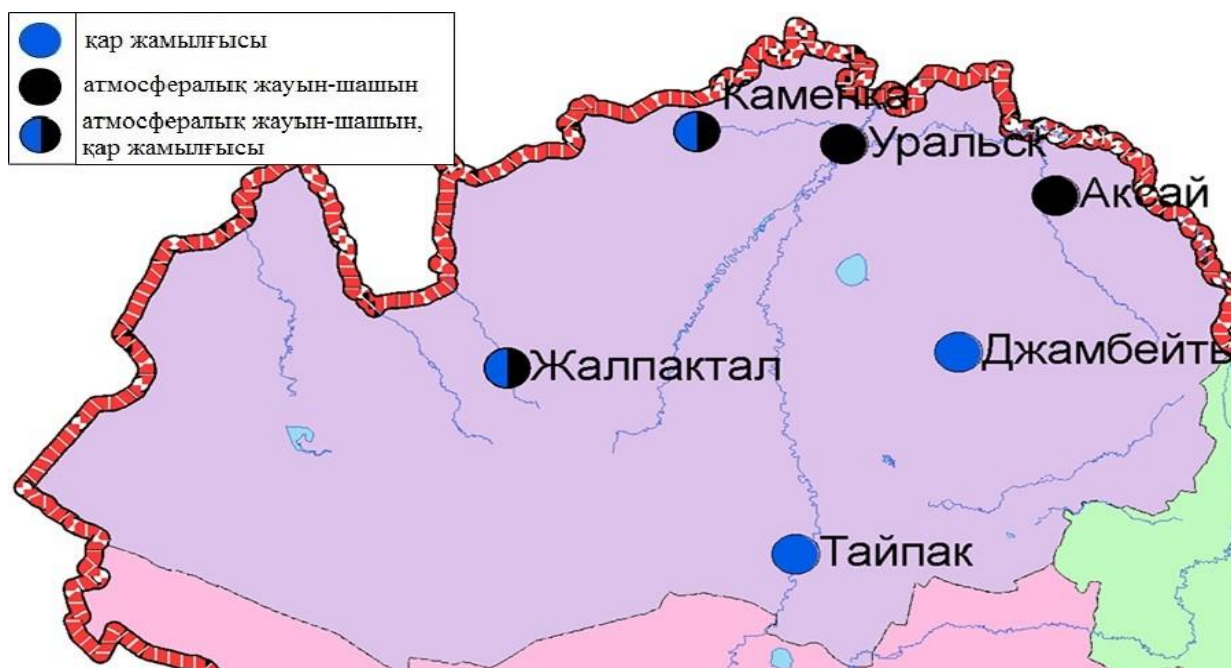 қар жамылғысы
атмосфералық жауын-шашын
атмосфералық жауын-шашын,
қар жамылғысы
Каменка
Уральск
Аксай
Жалпактал
Джамбейты
Тайпак